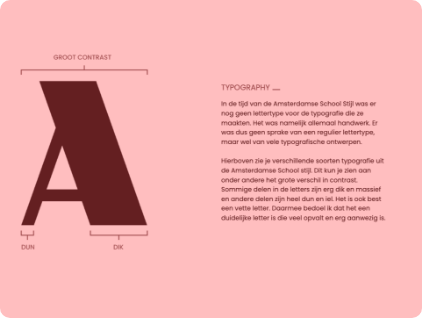 GROOT CONTRAST
A
DUN
DIK
TYPOGRAPHY
In de tijd van de Amsterdamse School Stijl was er
nog geen lettertype voor de typografie die ze
maakten. Het was namelijk allemaal handwerk. Er
was dus geen sprake van een regulier lettertype,
maar wel van vele typografische ontwerpen.
Hierboven zie je verschillende soorten typografie uit
de Amsterdamse School stijl. Dit kun je zien aan
onder andere het grote verschil in contrast.
Sommige delen in de letters zijn erg dik en massief
en andere delen zijn heel dun en iel. Het is ook best
een vette letter. Daarmee bedoel ik dat het een
duidelijke letter is die veel opvalt en erg aanwezig is.